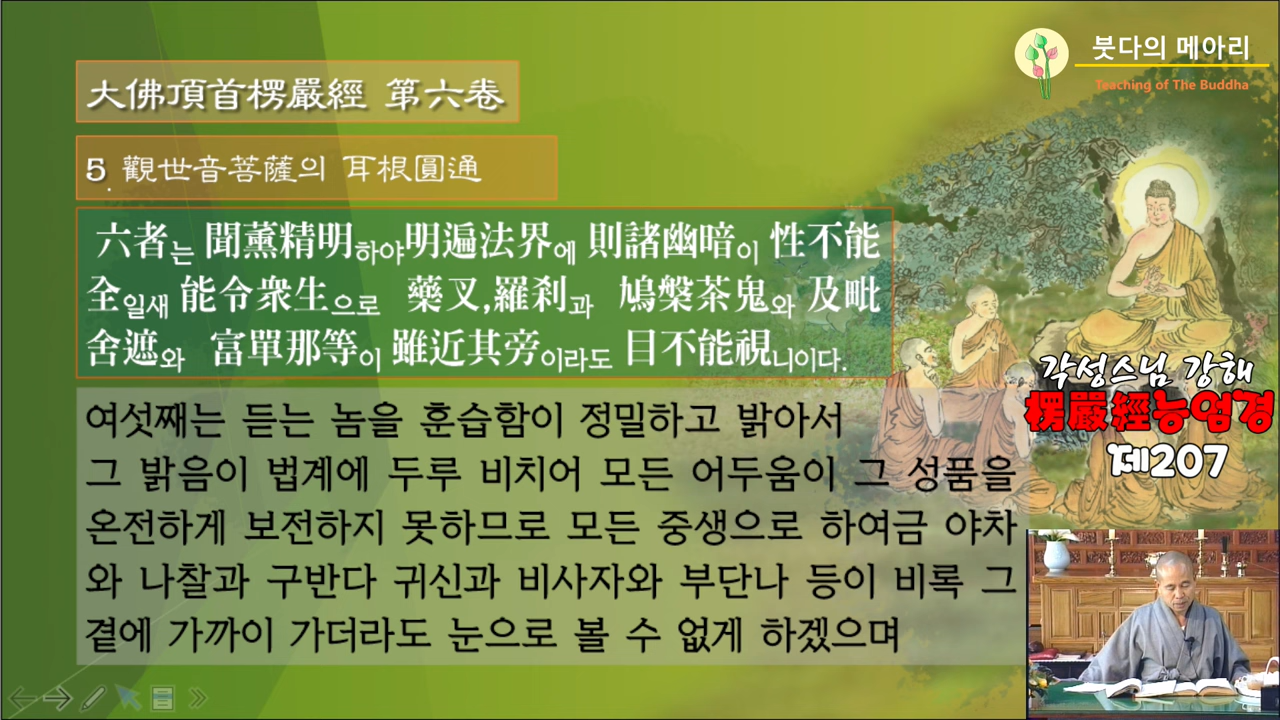 大佛頂首楞嚴經 第六卷
5. 觀世音菩薩의 耳根圓通
六者는 聞薰精明하야明遍法界에 則諸幽暗이 性不能
全일새 能令衆生으로 藥叉,羅刹과 鳩槃茶鬼와 及毗
舍遮와 富單那等이 雖近其旁이라도 目不能視니이다.
여섯째는 듣는 놈을 훈습함이 정밀하고 밝아서
그 밝음이 법계에 두루 비치어 모든 어두움이 그 성품을
온전하게 보전하지 못하므로 모든 중생으로 하여금 야차
와 나찰과 구반다 귀신과 비사자와 부단나 등이 비록 그
곁에 가까이 가더라도 눈으로 볼 수 없게 하겠으며
붓다의 메아리
Teaching of The Buddha
각성스님 강해
楞嚴經능엄경
제207